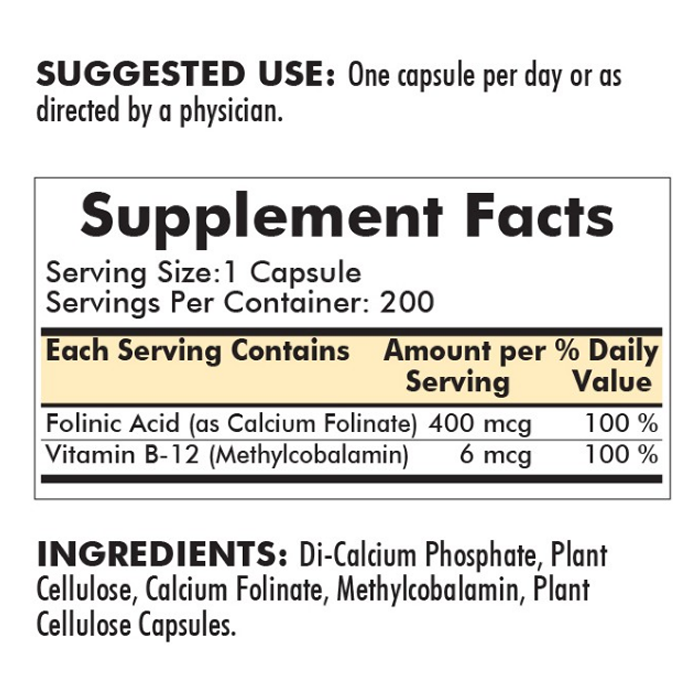 SUGGESTED USE: One capsule per day or as
directed by a physician.
Supplement Facts
Serving Size:1 Capsule
Servings Per Container: 200
Each Serving Contains Amount per % Daily
Serving Value
Folinic Acid (as Calcium Folinate) 400 mcg 100 %
Vitamin B-12 (Methylcobalamin) 6 mcg 100 %
INGREDIENTS: Di-Calcium Phosphate, Plant
Cellulose, Calcium Folinate, Methylcobalamin, Plant
Cellulose Capsules.